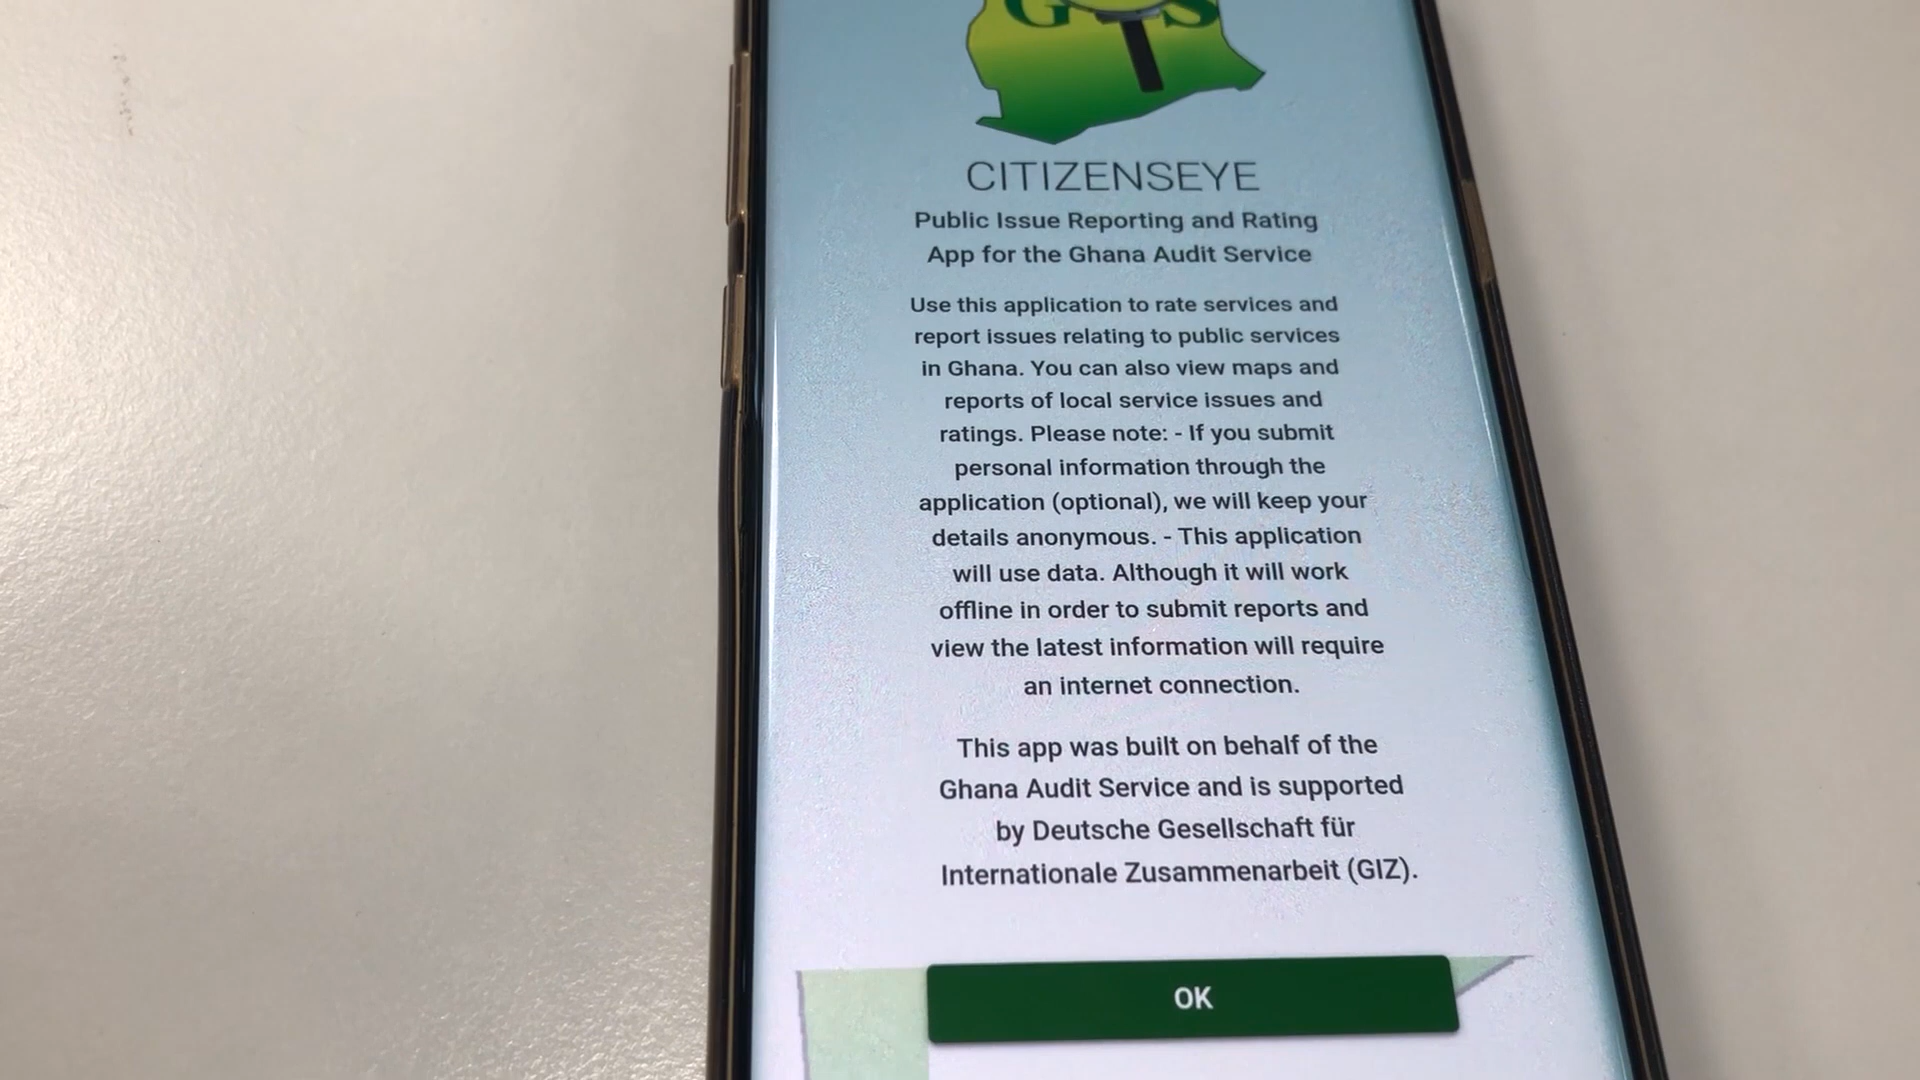 G S
CITIZENSEYE
Public Issue Reporting and Rating
App for the Ghana Audit Service
Use this application to rate services and
report issues relating to public services
in Ghana. You can also view maps and
reports of local service issues and
ratings. Please note: - If you submit
personal information through the
application (optional), we will keep your
details anonymous. - This application
will use data. Although it will work
offline in order to submit reports and
view the latest information will require
an internet connection.
This app was built on behalf of the
Ghana Audit Service and is supported
by Deutsche Gesellschaft für
Internationale Zusammenarbeit (GIZ).
OK